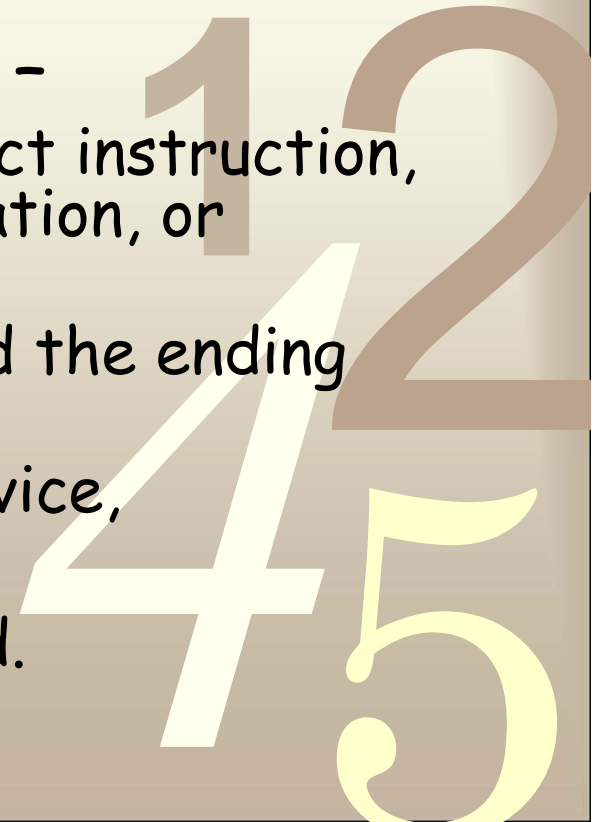 1 2
–
ct instruction,
ation, or
d the ending
4
vice,
5
d.